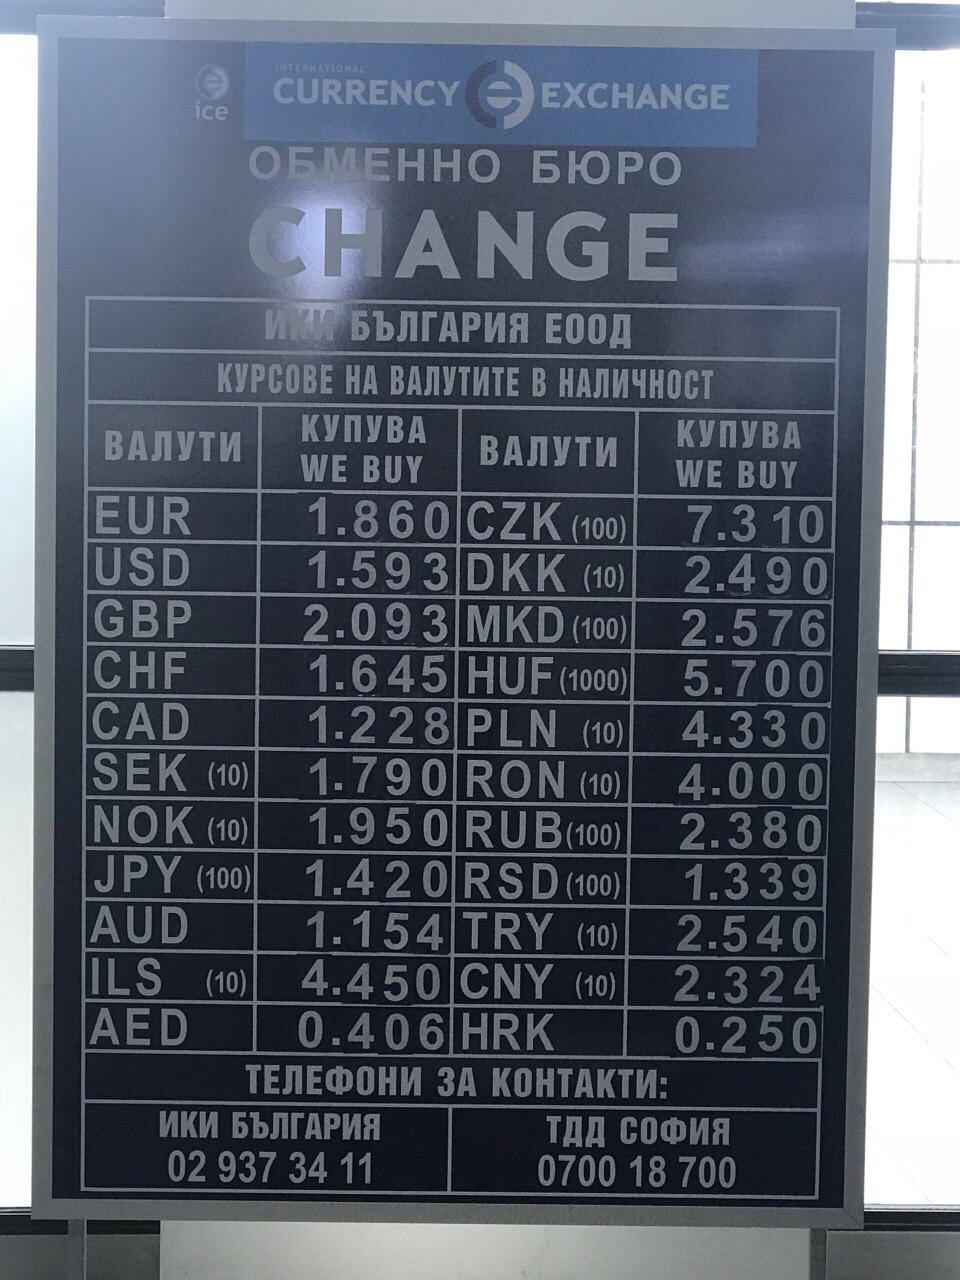 ice
INTERNATIONAL
CURRENCY EXCHANGE
ОБМЕННО БЮРО
CHANGE
ИКИ БЪЛГАРИЯ ЕООД
КУРСОВЕ НА ВАЛУТИТЕ В НАЛИЧНОСТ
ВАЛУТИ КУПУВА WE BUY ВАЛУТИ КУПУВА WE BUY
EUR 1.860 CZK (100) 7.310
USD 1.593 DKK (10) 2.490
GBP 2.093 MKD (100) 2.576
CHF 1.645 HUF (1000) 5.700
CAD 1.228 PLN (10) 4.330
SEK (10) 1.790 RON (10) 4.000
NOK (10) 1.950 RUB (100) 2.380
JPY (100) 1.420 RSD (100) 1.339
AUD 1.154 TRY (10) 2.540
ILS (10) 4.450 CNY (10) 2.324
AED 0.406 HRK 0.250
ТЕЛЕФОНИ ЗА КОНТАКТИ:
ИКИ БЪЛГАРИЯ ТДД СОФИЯ
02 937 34 11 0700 18 700